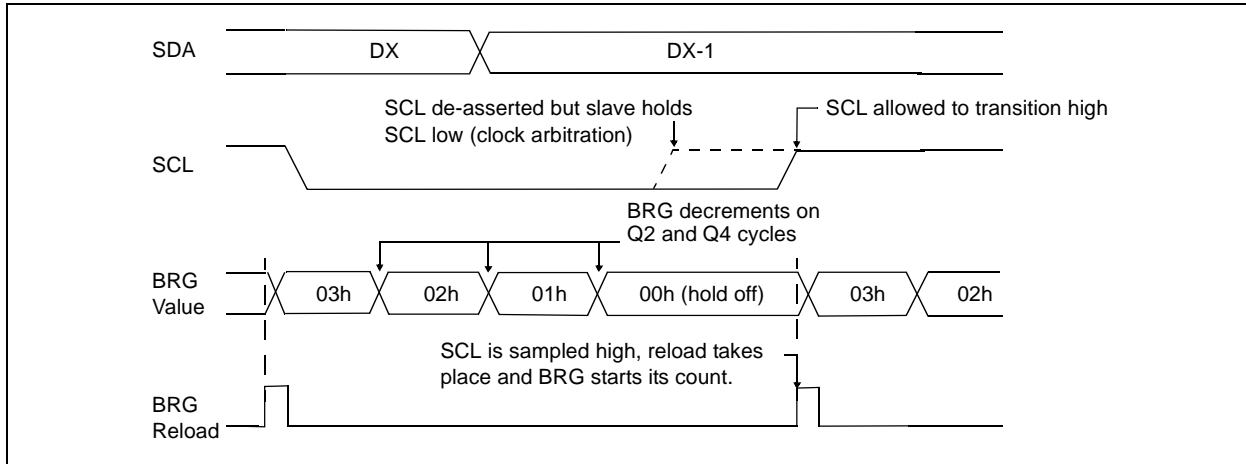 SDA
DX
DX-1
SCL de-asserted but slave holds
SCL low (clock arbitration)
SCL allowed to transition high
SCL
BRG decrements on
Q2 and Q4 cycles
BRG
Value
03h
02h
01h
00h (hold off)
03h
02h
SCL is sampled high, reload takes
place and BRG starts its count.
BRG
Reload